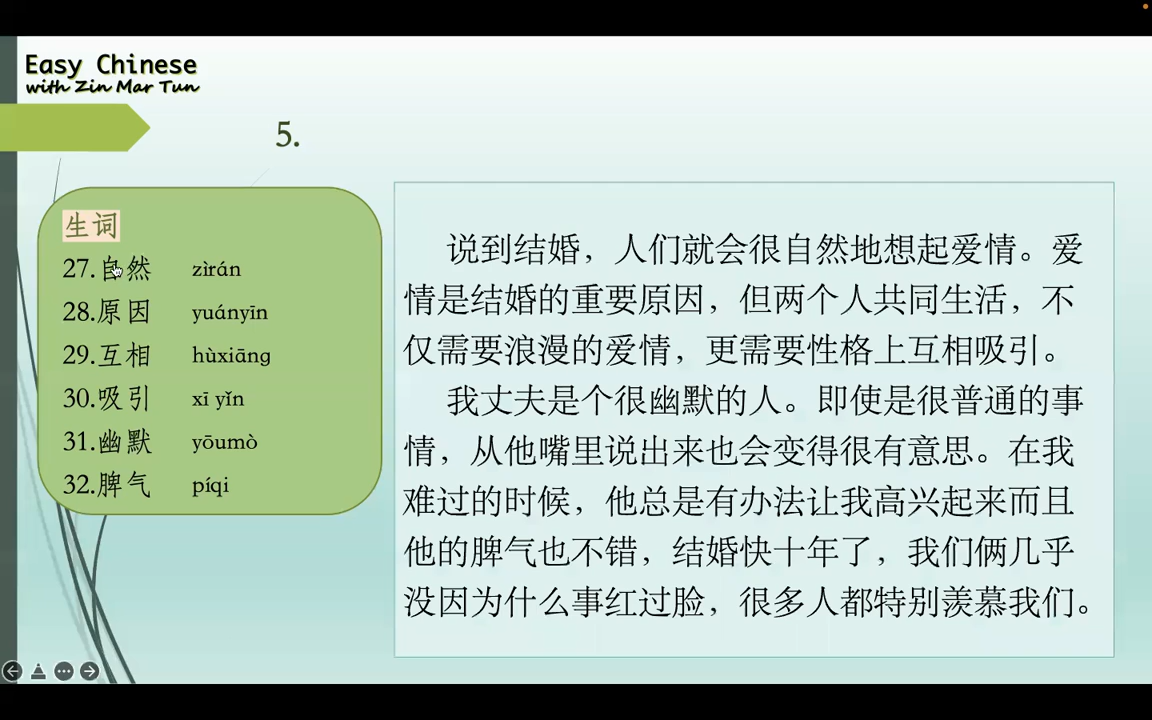 Easy Chinese
with Zin Mar Tun
5.
生词
27.自然 zìrán
28.原因 yuányīn
29.互相 hùxiāng
30.吸引 xī yǐn
31.幽默 yōumò
32.脾气 píqi
说到结婚，人们就会很自然地想起爱情。爱
情是结婚的重要原因，但两个人共同生活，不
仅需要浪漫的爱情，更需要性格上互相吸引。
我丈夫是个很幽默的人。即使是很普通的事
情，从他嘴里说出来也会变得很有意思。在我
难过的时候，他总是有办法让我高兴起来而且
他的脾气也不错，结婚快十年了，我们俩几乎
没因为什么事红过脸，很多人都特别羡慕我们。